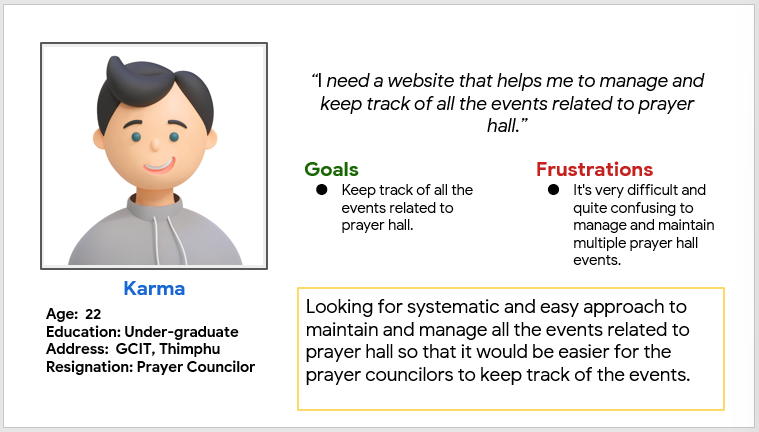 “I need a website that helps me to manage and
keep track of all the events related to prayer
hall.”
Goals
● Keep track of all the
events related to
prayer hall.
Frustrations
● It's very difficult and
quite confusing to
manage and maintain
multiple prayer hall
events.
Karma
Age: 22
Education: Under-graduate
Address: GCIT, Thimphu
Resignation: Prayer Councilor
Looking for systematic and easy approach to
maintain and manage all the events related to
prayer hall so that it would be easier for the
prayer councilors to keep track of the events.